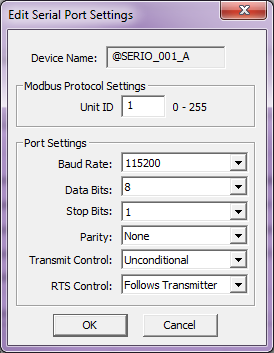 Edit Serial Port Settings
Device Name: @SERIO_001_A
Modbus Protocol Settings
Unit ID 1 0 - 255
Port Settings
Baud Rate: 115200
Data Bits: 8
Stop Bits: 1
Parity: None
Transmit Control: Unconditional
RTS Control: Follows Transmitter
OK Cancel